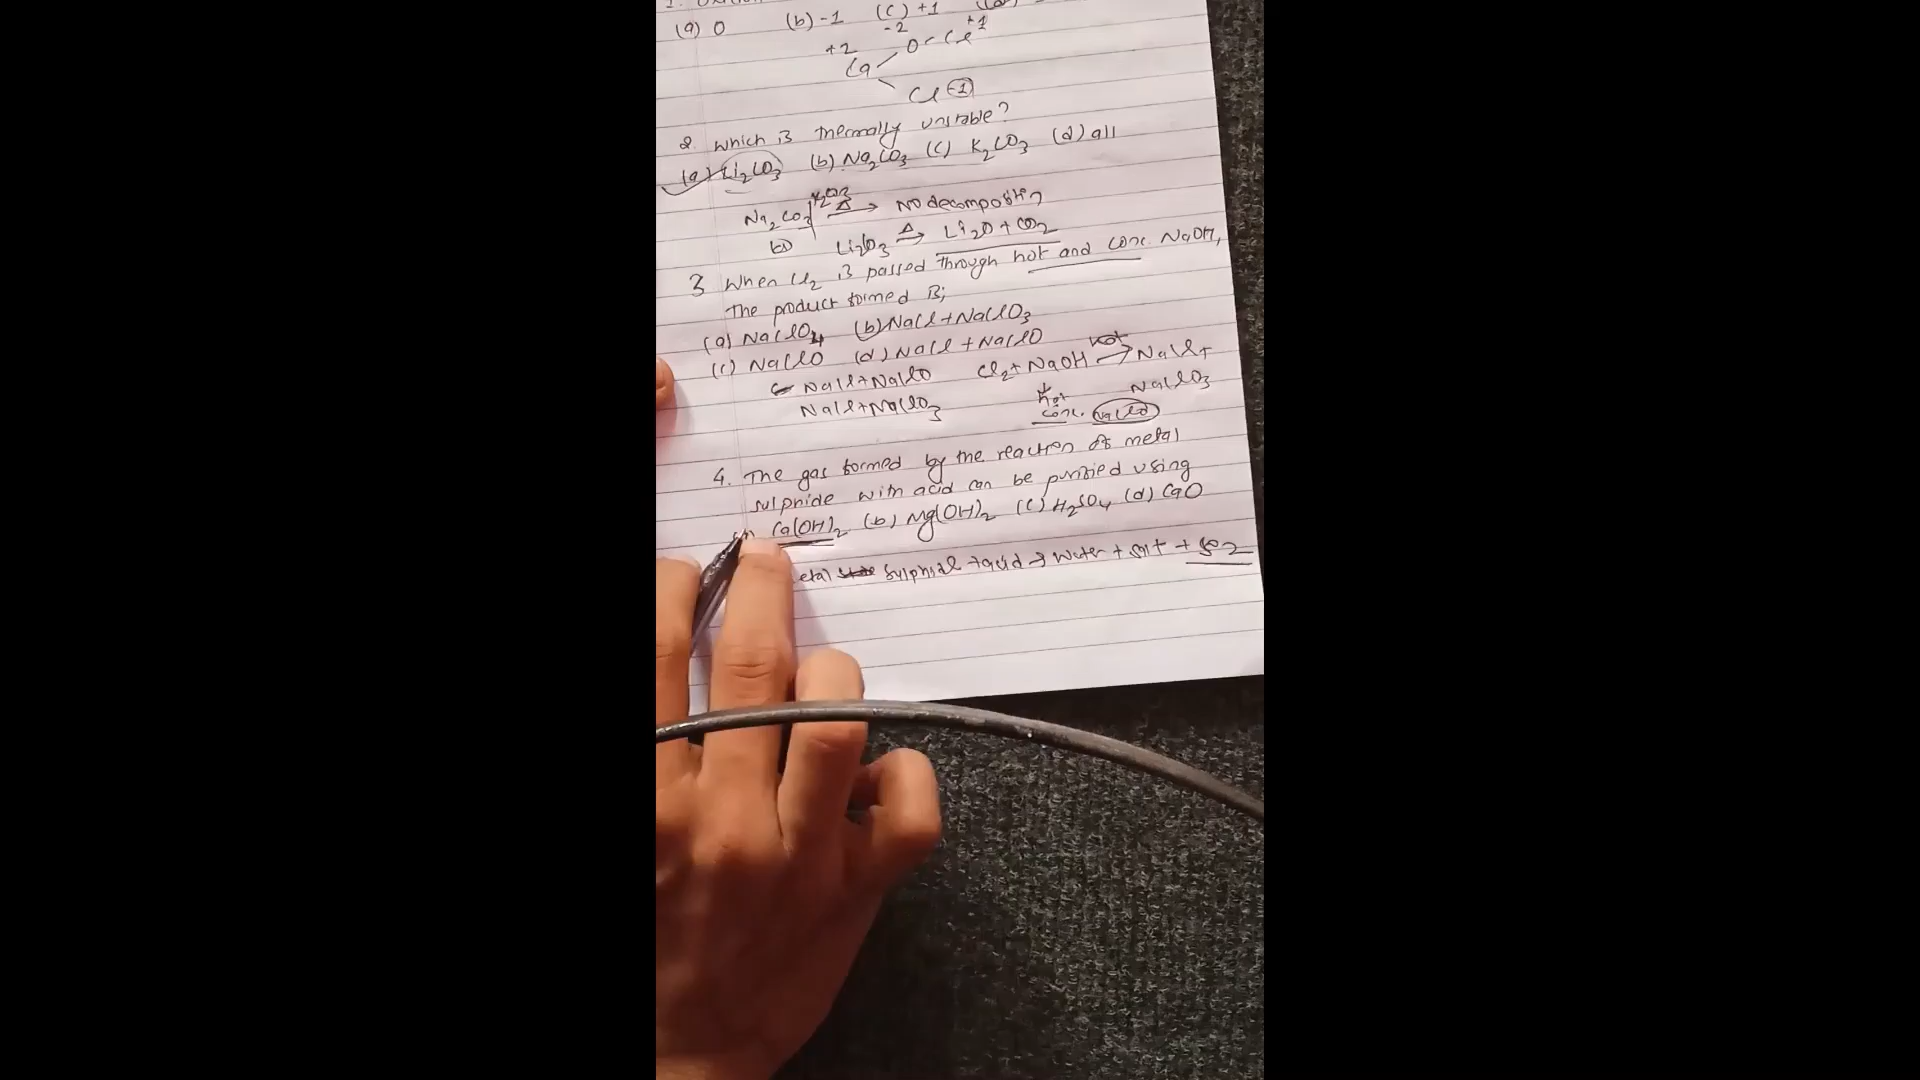 (a) 0 (b) -1 (c) +1
+2 -2 +1
Ca O Cl
Cl -1
2. Which is thermally unstable?
(a) Li2CO3 (b) Na2CO3 (c) K2CO3 (d) all
Na2CO3 K2CO3 Δ → No decomposition
Li2CO3 Δ → Li2O + CO2
3 When Cl2 is passed through hot and conc. NaOH,
the product formed is;
(a) NaClO4 (b) NaCl + NaClO3
(c) NaClO (d) NaCl + NaClO
NaCl + NaClO Cl2 + NaOH hot → NaCl +
NaCl + NaClO3 hot NaClO3
conc. NaClO
4. The gas formed by the reaction of metal
sulphide with acid can be purified using
Ca(OH)2 (b) Mg(OH)2 (c) H2SO4 (d) CaO
etal sulphide + acid → Water + salt + SO2